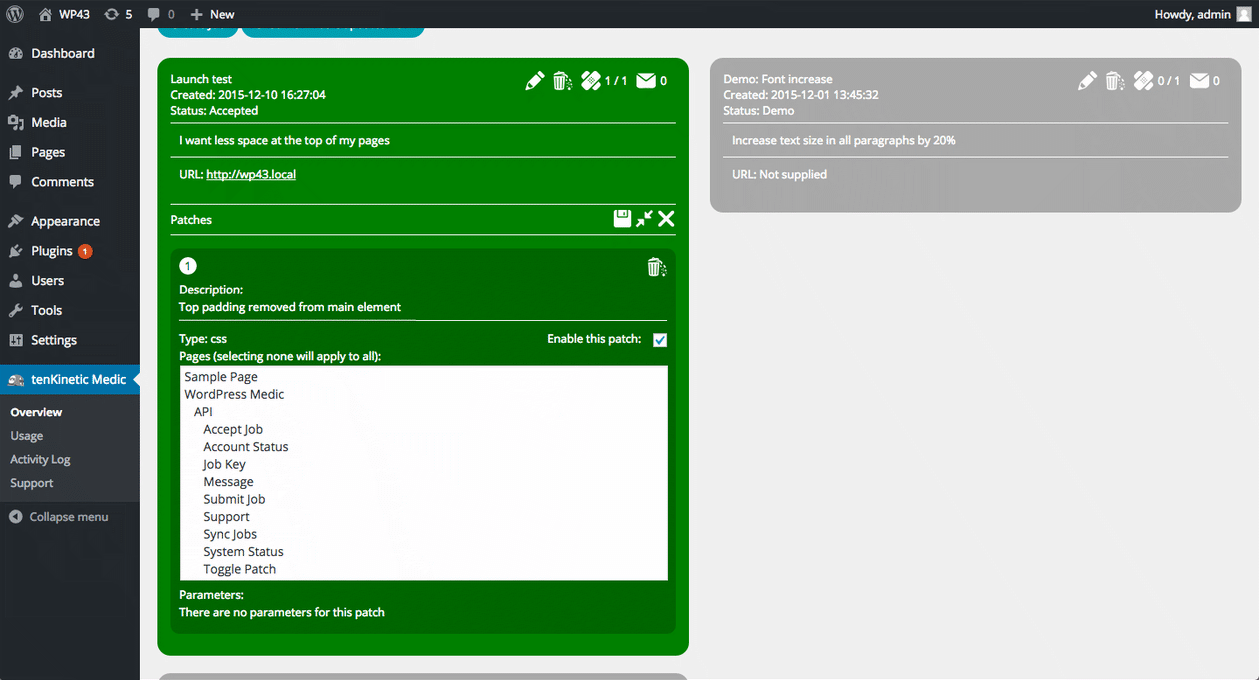 WP43 5 0 New
Howdy, admin
Dashboard
Posts
Media
Pages
Comments
Appearance
Plugins 1
Users
Tools
Settings
tenKinetic Medic
Overview
Usage
Activity Log
Support
Collapse menu
Launch test
1 / 1 0
Created: 2015-12-10 16:27:04
Status: Accepted
I want less space at the top of my pages
URL: http://wp43.local
Patches
1
Description:
Top padding removed from main element
Type: css
Enable this patch:
Pages (selecting none will apply to all):
Sample Page
WordPress Medic
API
Accept Job
Account Status
Job Key
Message
Submit Job
Support
Sync Jobs
System Status
Toggle Patch
Parameters:
There are no parameters for this patch
Demo: Font increase
0 / 1 0
Created: 2015-12-01 13:45:32
Status: Demo
Increase text size in all paragraphs by 20%
URL: Not supplied